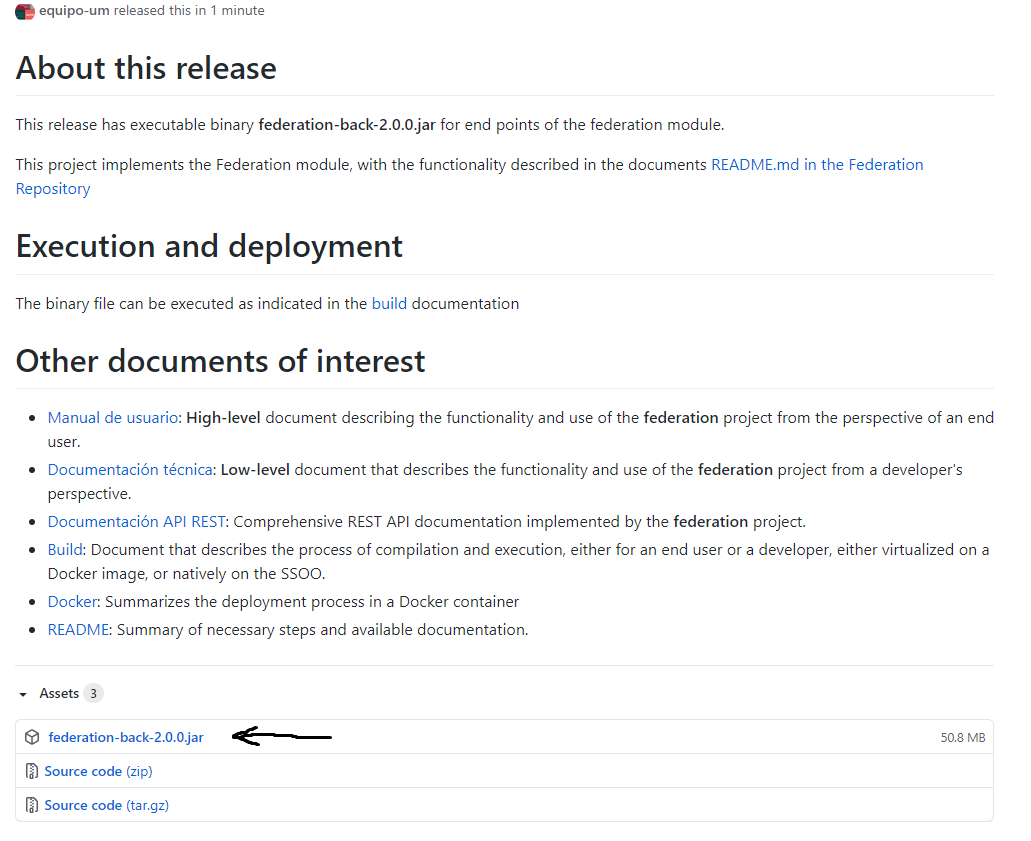 equipo-um released this in 1 minute
About this release
This release has executable binary federation-back-2.0.0.jar for end points of the federation module.
This project implements the Federation module, with the functionality described in the documents README.md in the Federation
Repository
Execution and deployment
The binary file can be executed as indicated in the build documentation
Other documents of interest
Manual de usuario: High-level document describing the functionality and use of the federation project from the perspective of an end
user.
Documentación técnica: Low-level document that describes the functionality and use of the federation project from a developer's
perspective.
Documentación API REST: Comprehensive REST API documentation implemented by the federation project.
Build: Document that describes the process of compilation and execution, either for an end user or a developer, either virtualized on a
Docker image, or natively on the SSOO.
Docker: Summarizes the deployment process in a Docker container
README: Summary of necessary steps and available documentation.
Assets 3
federation-back-2.0.0.jar 50.8 MB
Source code (zip)
Source code (tar.gz)